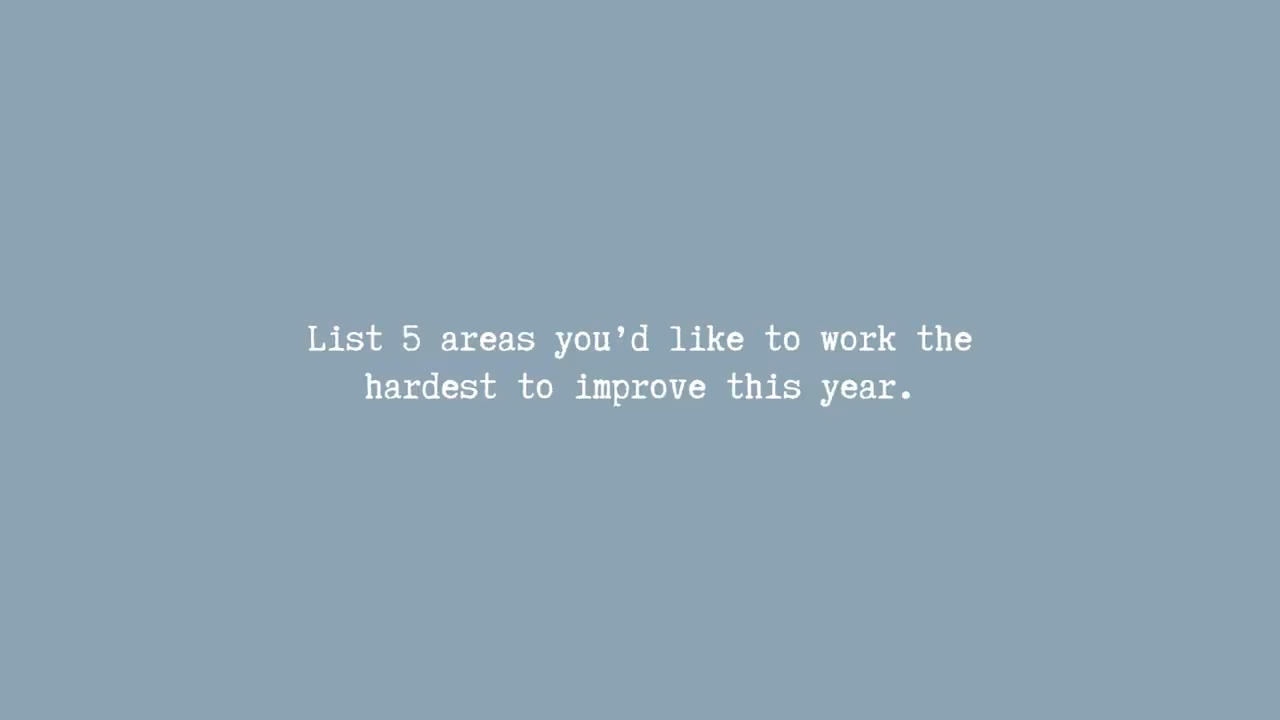 List 5 areas you’d like to work the
hardest to improve this year.